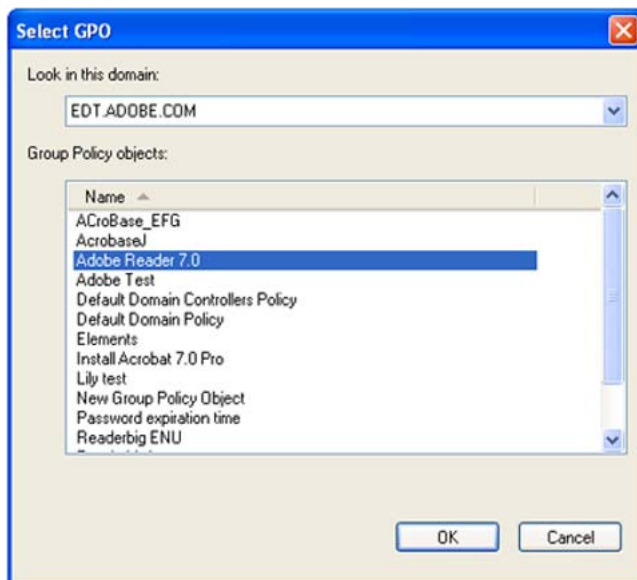 Select GPO
Look in this domain:
EDT.ADOBE.COM
Group Policy objects:
Name
ACroBase_EFG
AcrobaseJ
Adobe Reader 7.0
Adobe Test
Default Domain Controllers Policy
Default Domain Policy
Elements
Install Acrobat 7.0 Pro
Lily test
New Group Policy Object
Password expiration time
Readerbig ENU
OK Cancel